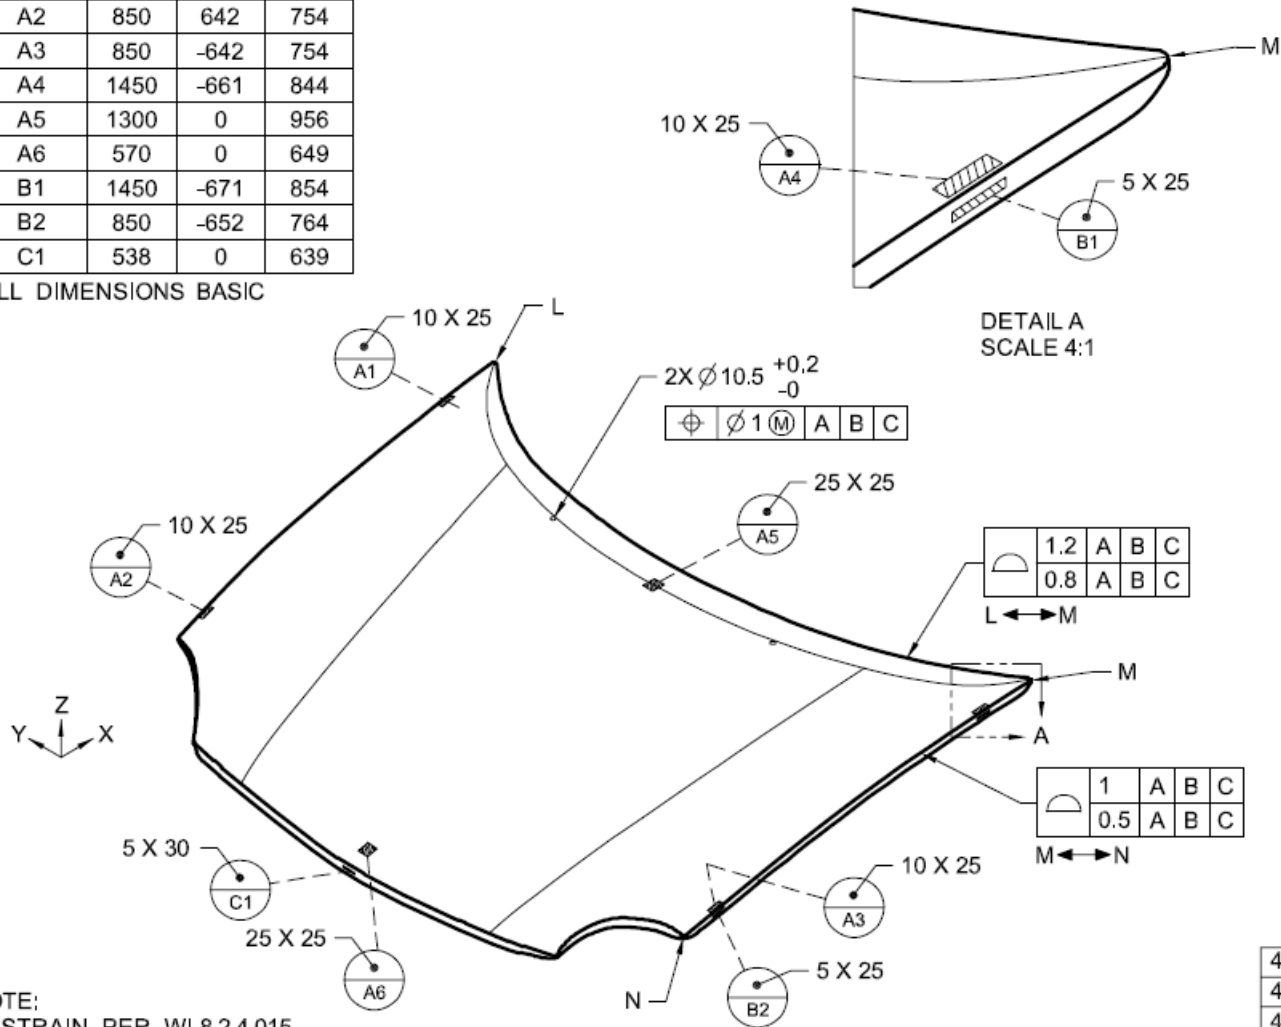 A2 850 642 754
A3 850 -642 754
A4 1450 -661 844
A5 1300 0 956
A6 570 0 649
B1 1450 -671 854
B2 850 -652 764
C1 538 0 639
LL DIMENSIONS BASIC
M
10 X 25
A4
5 X 25
B1
DETAIL A
SCALE 4:1
10 X 25
A1
L
2X ⌀10.5 +0.2
-0
⌖ ⌀1 Ⓜ A B C
25 X 25
A5
10 X 25
A2
⌓ 1.2 A B C
0.8 A B C
L ↔ M
M
A
Z
Y X
⌓ 1 A B C
0.5 A B C
M ↔ N
5 X 30
C1
10 X 25
A3
25 X 25
A6
5 X 25
B2
N
OTE:
STRAIN PER WI 8.2.4.015
4
4
4